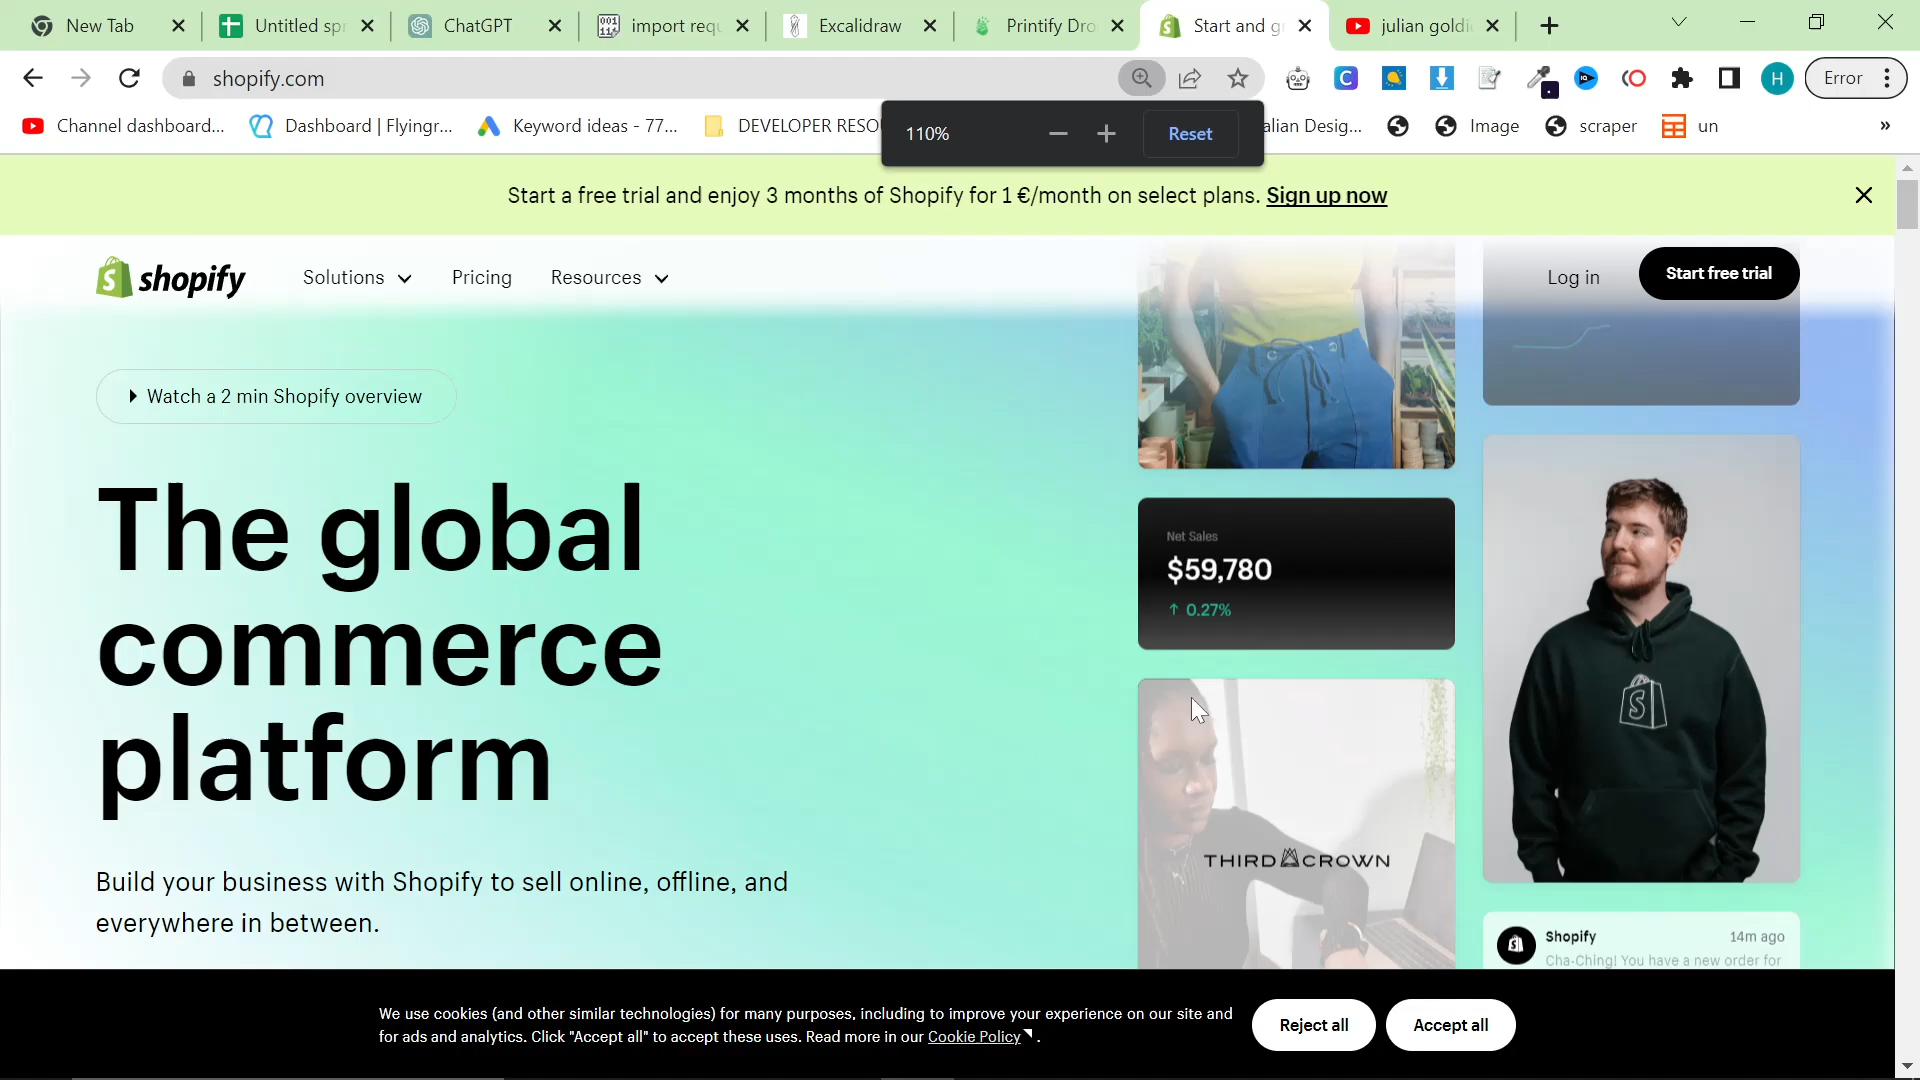 New Tab
Untitled spr
ChatGPT
import requ
Excalidraw
Printify Dro
Start and gr
julian goldi
shopify.com
Error
Channel dashboard...
Dashboard | Flyingr...
Keyword ideas - 77...
DEVELOPER RESO
alian Desig...
Image
scraper
un
»
110%
Reset
Start a free trial and enjoy 3 months of Shopify for 1 €/month on select plans. Sign up now
shopify
Solutions
Pricing
Resources
Log in
Start free trial
Watch a 2 min Shopify overview
The global
commerce
platform
Build your business with Shopify to sell online, offline, and
everywhere in between.
Net Sales
$59,780
↑ 0.27%
THIRD CROWN
Shopify
14m ago
Cha-Ching! You have a new order for
We use cookies (and other similar technologies) for many purposes, including to improve your experience on our site and
for ads and analytics. Click "Accept all" to accept these uses. Read more in our Cookie Policy.
Reject all
Accept all